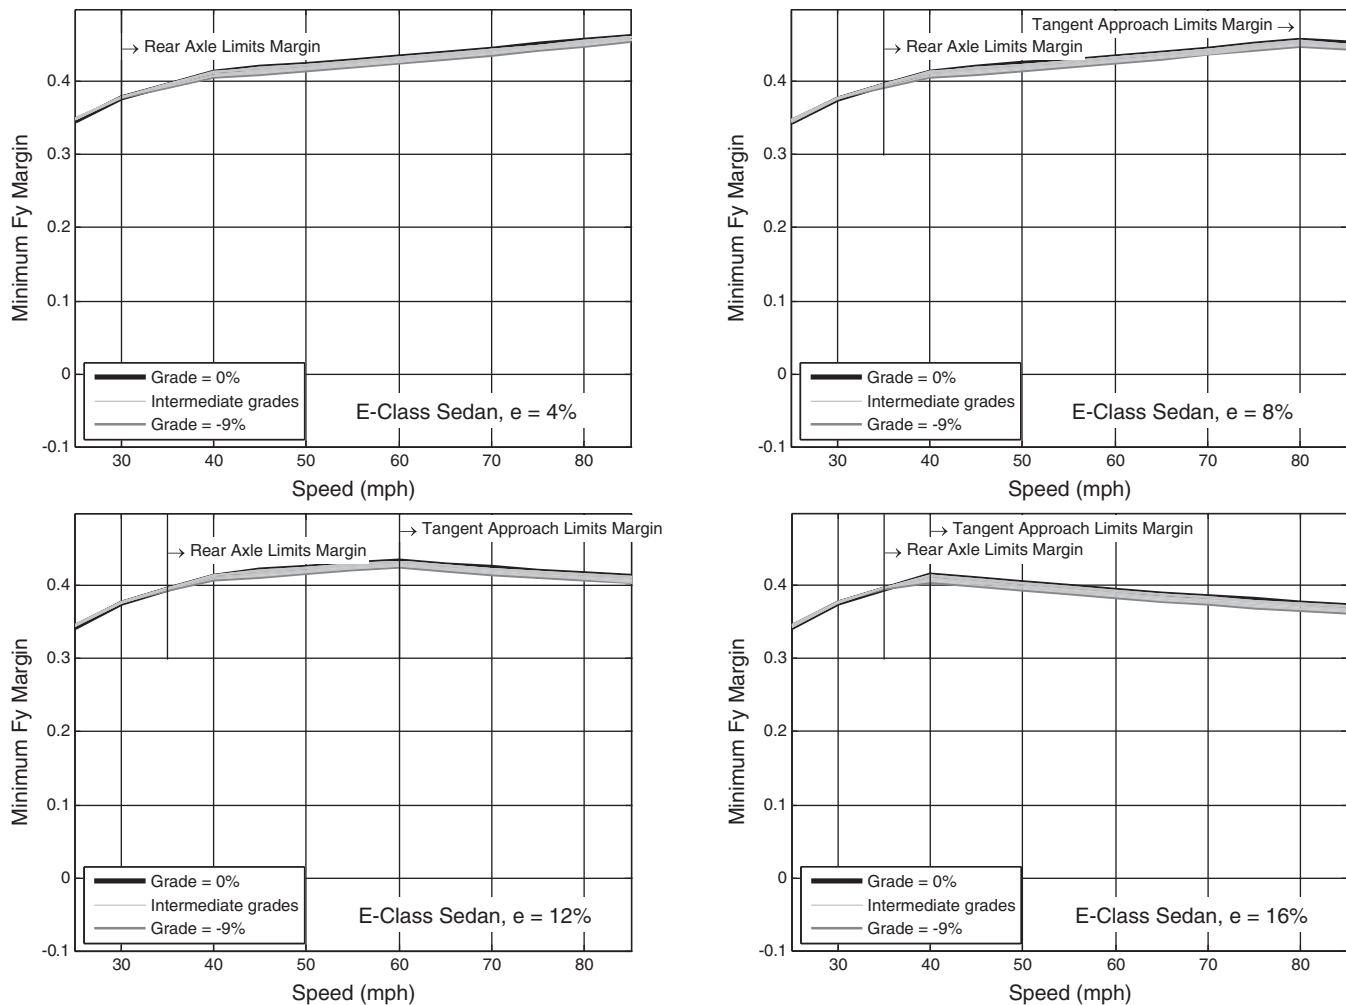 Rear Axle Limits Margin
0.4
0.3
0.2
0.1
0
-0.1
Minimum Fy Margin
Grade = 0%
Intermediate grades
Grade = -9%
E-Class Sedan, e = 4%
30 40 50 60 70 80
Speed (mph)
Tangent Approach Limits Margin
Rear Axle Limits Margin
0.4
0.3
0.2
0.1
0
-0.1
Minimum Fy Margin
Grade = 0%
Intermediate grades
Grade = -9%
E-Class Sedan, e = 8%
30 40 50 60 70 80
Speed (mph)
Tangent Approach Limits Margin
Rear Axle Limits Margin
0.4
0.3
0.2
0.1
0
-0.1
Minimum Fy Margin
Grade = 0%
Intermediate grades
Grade = -9%
E-Class Sedan, e = 12%
30 40 50 60 70 80
Speed (mph)
Tangent Approach Limits Margin
Rear Axle Limits Margin
0.4
0.3
0.2
0.1
0
-0.1
Minimum Fy Margin
Grade = 0%
Intermediate grades
Grade = -9%
E-Class Sedan, e = 16%
30 40 50 60 70 80
Speed (mph)